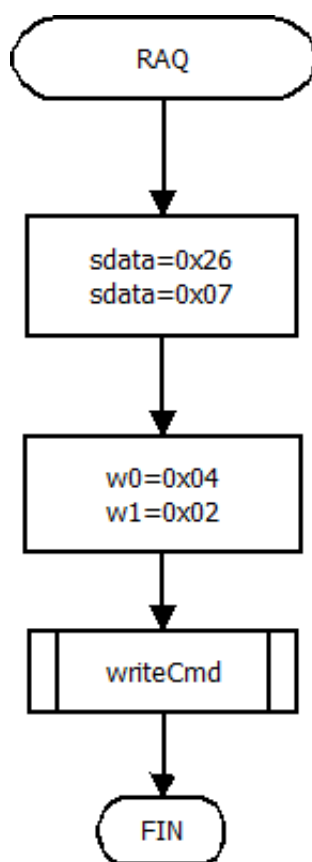 RAQ
sdata=0x26
sdata=0x07
w0=0x04
w1=0x02
writeCmd
FIN